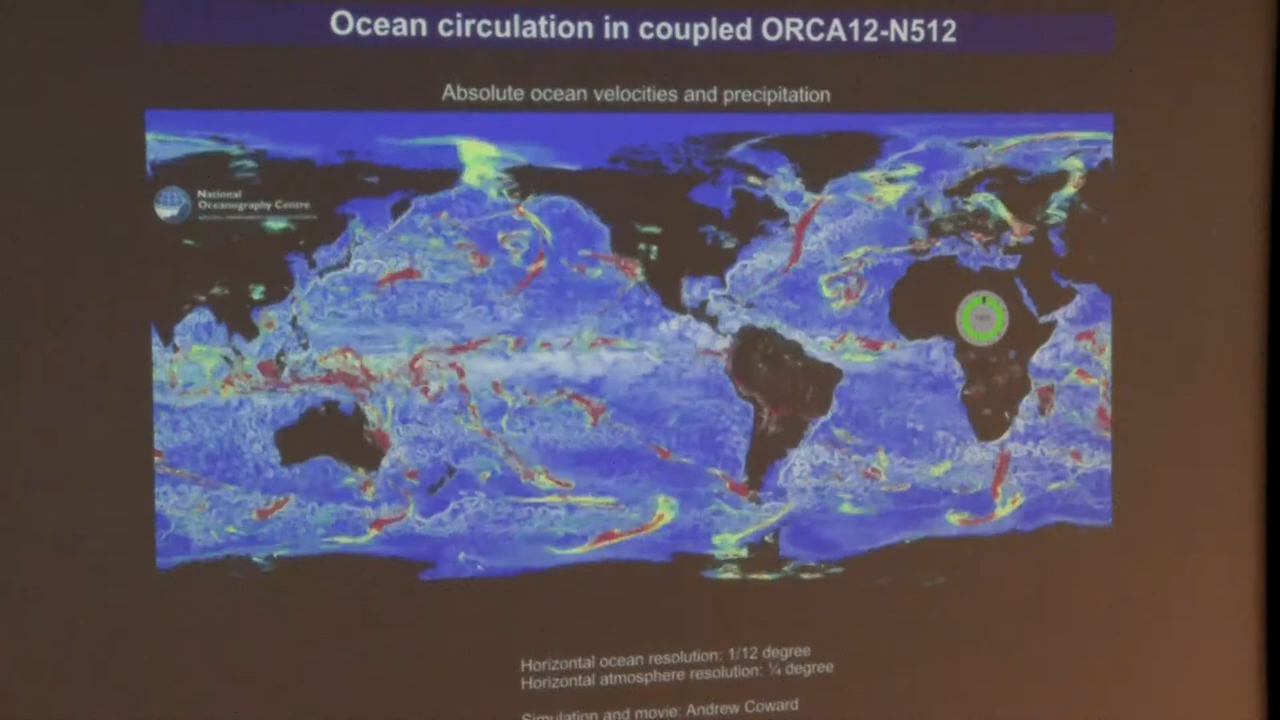 Ocean circulation in coupled ORCA12-N512
Absolute ocean velocities and precipitation
National
Oceanography Centre
Horizontal ocean resolution: 1/12 degree
Horizontal atmosphere resolution: ¼ degree
Simulation and movie: Andrew Coward